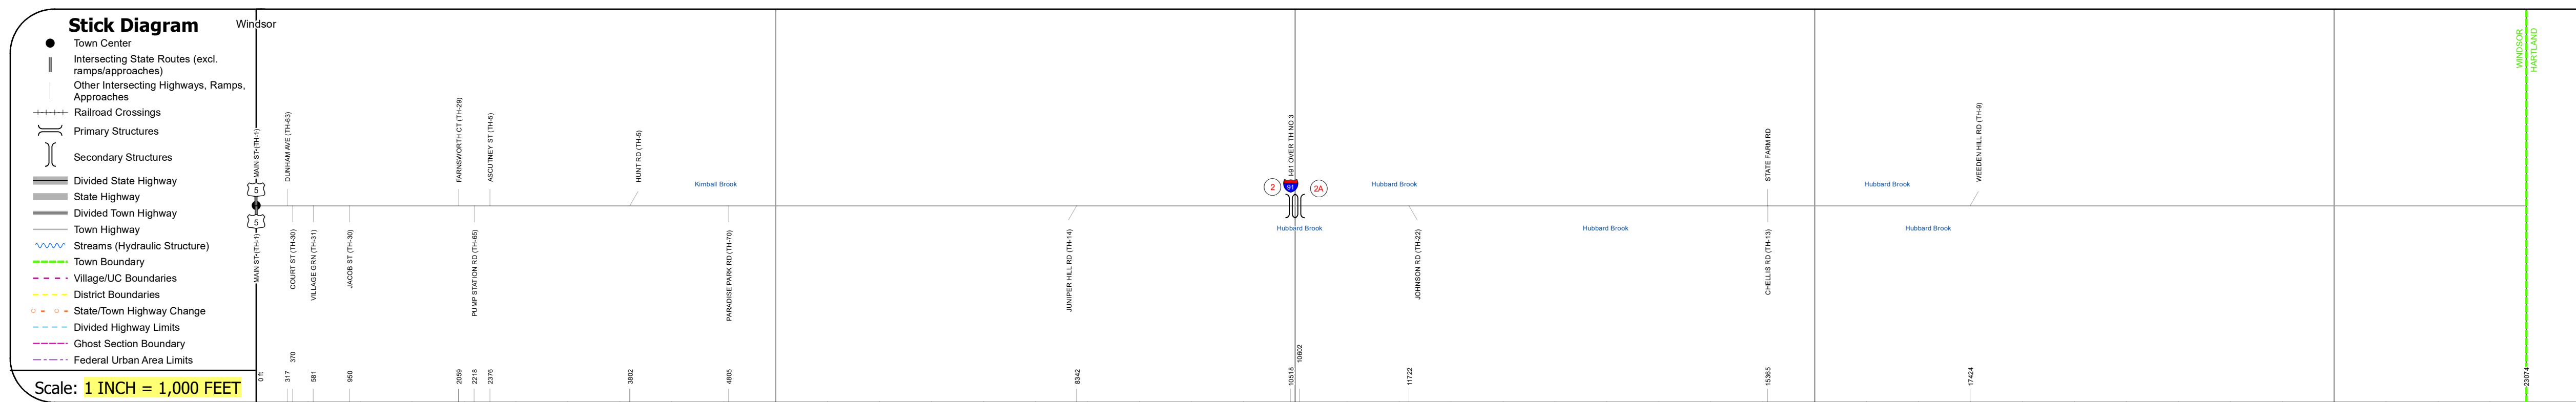 Stick Diagram
Town Center
Intersecting State Routes (excl.
ramps/approaches)
Other Intersecting Highways, Ramps,
Approaches
Railroad Crossings
Primary Structures
Secondary Structures
Divided State Highway
State Highway
Divided Town Highway
Town Highway
Streams (Hydraulic Structure)
Town Boundary
Village/UC Boundaries
District Boundaries
State/Town Highway Change
Divided Highway Limits
Ghost Section Boundary
Federal Urban Area Limits
Scale: 1 INCH = 1,000 FEET
Windsor
MAIN ST-(TH-1)
DUNHAM AVE (TH-63)
FARNSWORTH CT (TH-29)
ASCUTNEY ST (TH-5)
HUNT RD (TH-5)
Kimball Brook
I-91 OVER TH NO 3
2
91
2A
Hubbard Brook
STATE FARM RD
Hubbard Brook
WEEDEN HILL RD (TH-9)
WINDSOR
HARTLAND
5
5
MAIN ST-(TH-1)
COURT ST (TH-30)
VILLAGE GRN (TH-31)
JACOB ST (TH-30)
PUMP STATION RD (TH-65)
PARADISE PARK RD (TH-70)
JUNIPER HILL RD (TH-14)
Hubbard Brook
JOHNSON RD (TH-22)
Hubbard Brook
CHELLIS RD (TH-13)
Hubbard Brook
0 ft
317
370
581
950
2059
2218
2376
3802
4805
8342
10518
10602
11722
15365
17424
23074